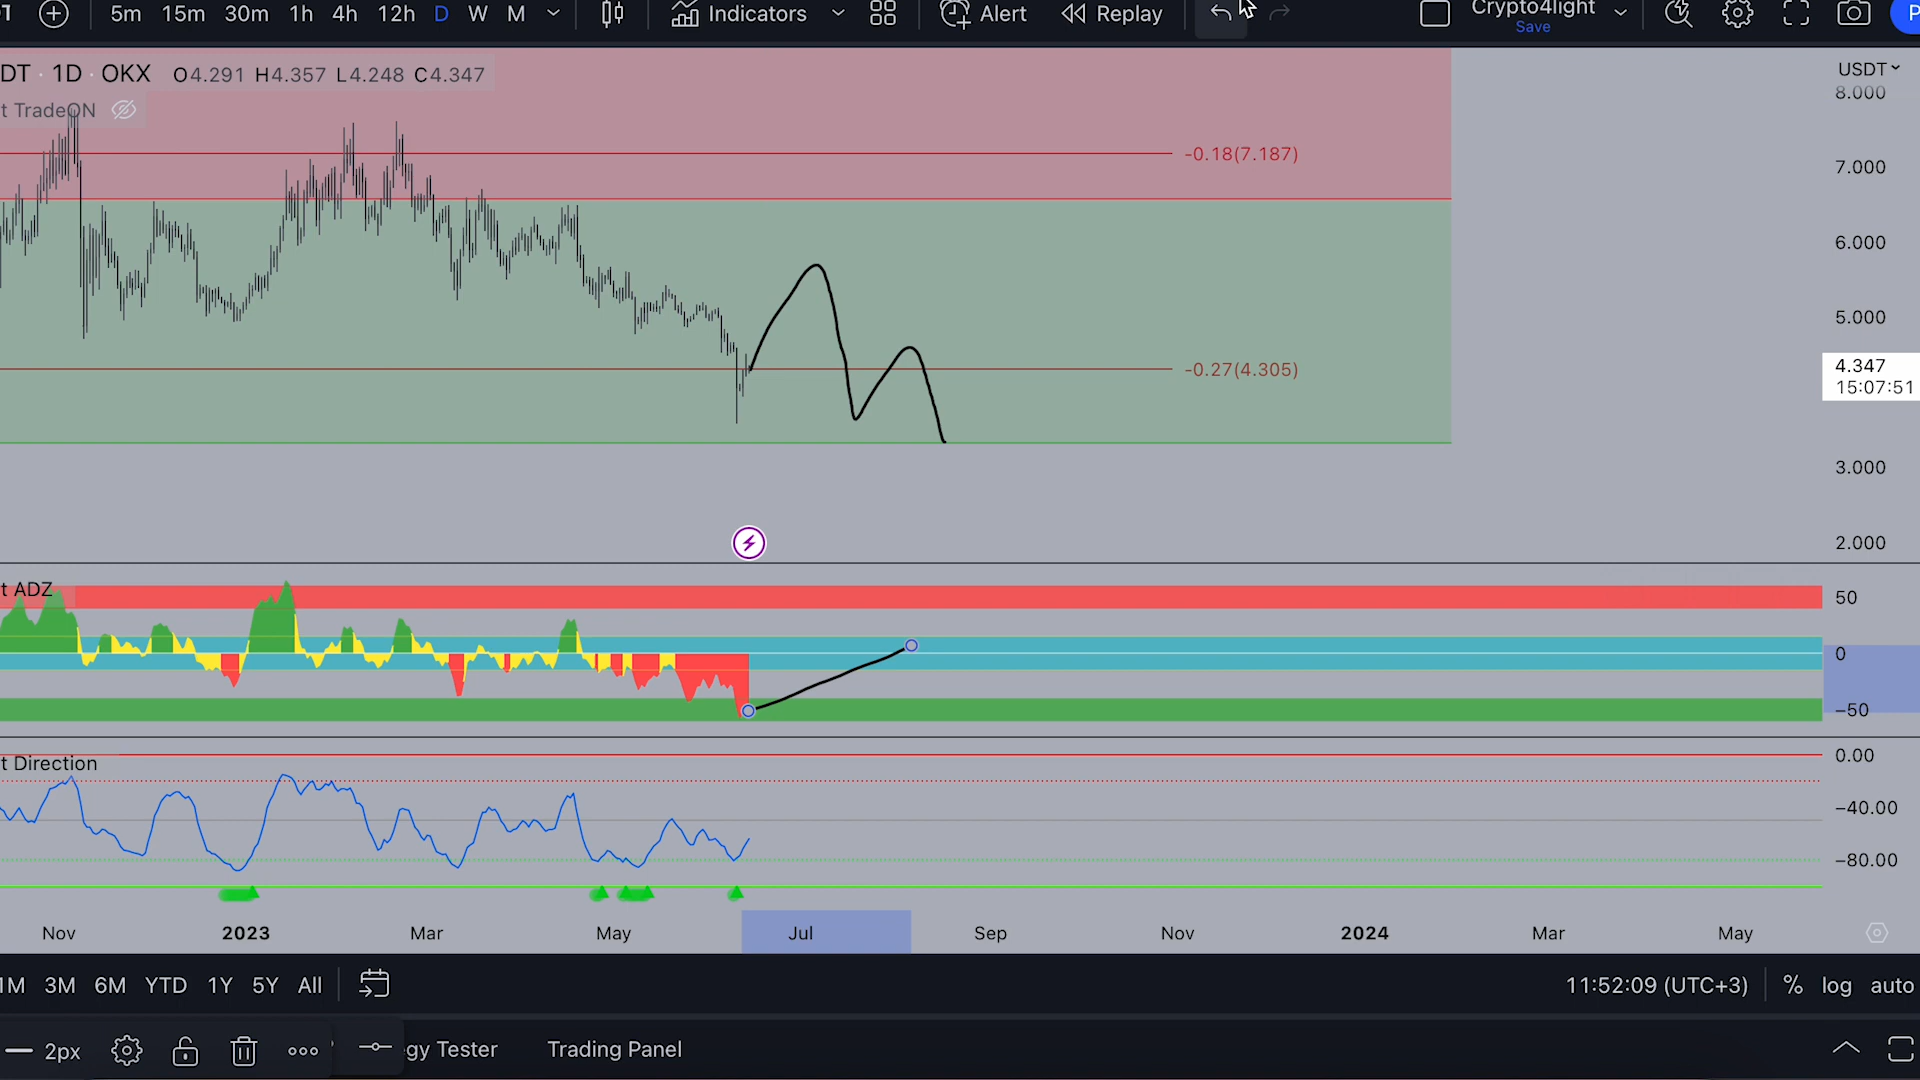 5m 15m 30m 1h 4h 12h D W M Indicators Alert Replay Crypto4light
Save
DT · 1D · OKX O4.291 H4.357 L4.248 C4.347
t TradeON
USDT
8.000
-0.18(7.187)
7.000
6.000
5.000
-0.27(4.305)
4.347
15:07:51
3.000
2.000
t ADZ
50
0
−50
t Direction
0.00
−40.00
−80.00
Nov 2023 Mar May Jul Sep Nov 2024 Mar May
1M 3M 6M YTD 1Y 5Y All 11:52:09 (UTC+3) % log auto
2px gy Tester Trading Panel